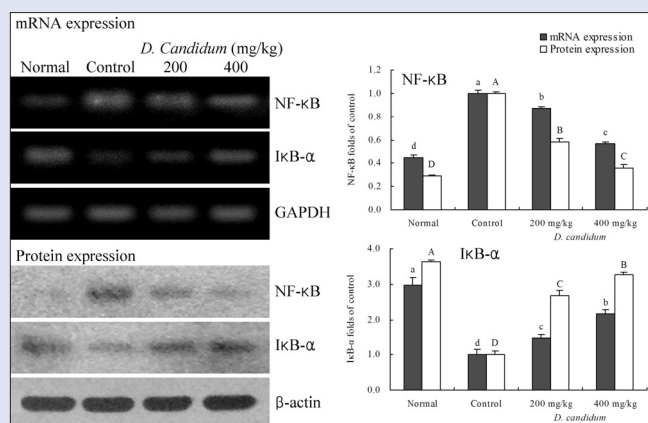 mRNA expression
D. Candidum (mg/kg)
Normal Control 200 400
NF-κB
IκB-α
GAPDH
Protein expression
NF-κB
IκB-α
β-actin
mRNA expression
Protein expression
NF-κB
NF-κB folds of control
1.2
1.0
0.8
0.6
0.4
0.2
0.0
d D a A b B c C
Normal Control 200 mg/kg 400 mg/kg
D. candidum
IκB-α
IκB-α folds of control
4.0
3.0
2.0
1.0
0.0
a A d D c C b B
Normal Control 200 mg/kg 400 mg/kg
D. candidum